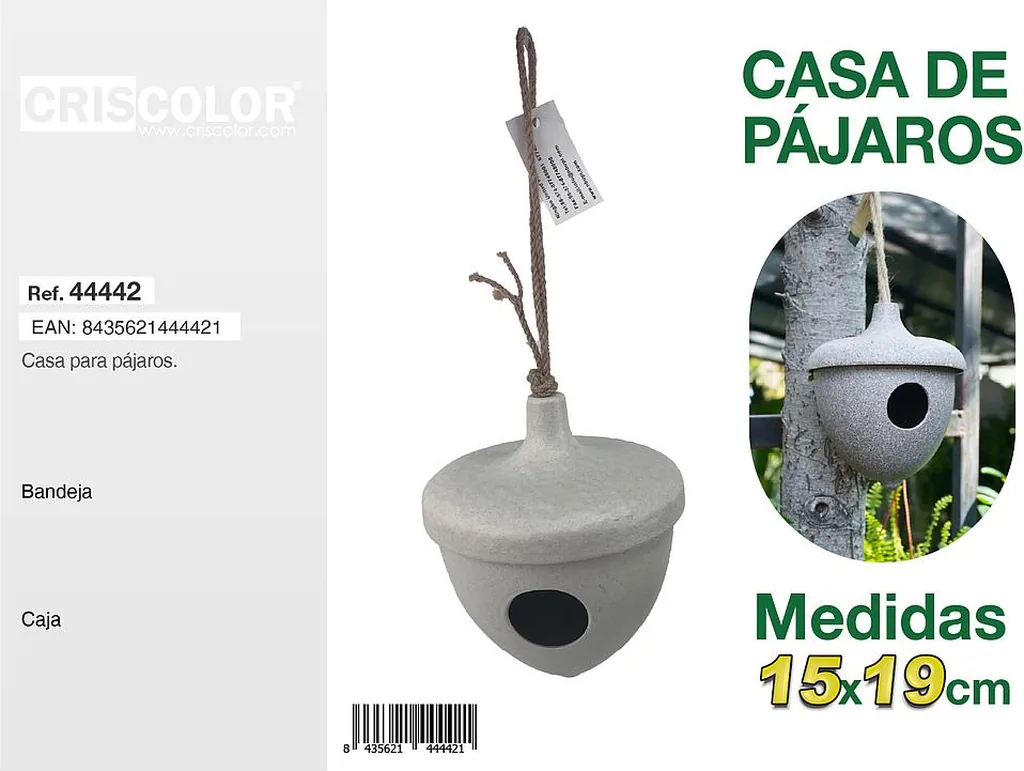 CRISCOLOR®
www.criscolor.com
Ref. 44442
EAN: 8435621444421
Casa para pájaros.
Bandeja
Caja
CASA DE
PÁJAROS
Medidas
15x19cm
8 435621 444421